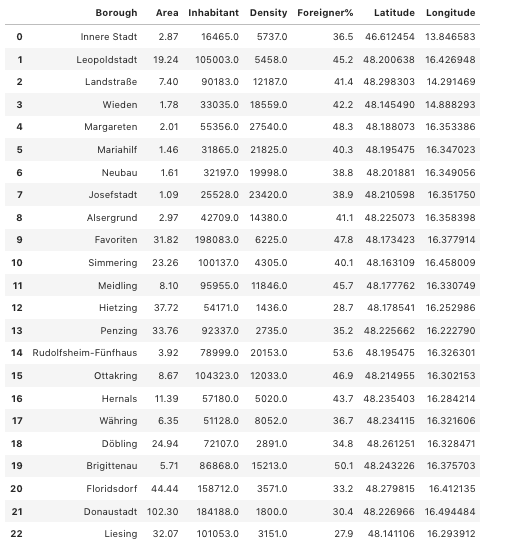 Borough Area Inhabitant Density Foreigner% Latitude Longitude
0 Innere Stadt 2.87 16465.0 5737.0 36.5 46.612454 13.846583
1 Leopoldstadt 19.24 105003.0 5458.0 45.2 48.200638 16.426948
2 Landstraße 7.40 90183.0 12187.0 41.4 48.298303 14.291469
3 Wieden 1.78 33035.0 18559.0 42.2 48.145490 14.888293
4 Margareten 2.01 55356.0 27540.0 48.3 48.188073 16.353386
5 Mariahilf 1.46 31865.0 21825.0 40.3 48.195475 16.347023
6 Neubau 1.61 32197.0 19998.0 38.8 48.201881 16.349056
7 Josefstadt 1.09 25528.0 23420.0 38.9 48.210598 16.351750
8 Alsergrund 2.97 42709.0 14380.0 41.1 48.225073 16.358398
9 Favoriten 31.82 198083.0 6225.0 47.8 48.173423 16.377914
10 Simmering 23.26 100137.0 4305.0 40.1 48.163109 16.458009
11 Meidling 8.10 95955.0 11846.0 45.7 48.177762 16.330749
12 Hietzing 37.72 54171.0 1436.0 28.7 48.178541 16.252986
13 Penzing 33.76 92337.0 2735.0 35.2 48.225662 16.222790
14 Rudolfsheim-Fünfhaus 3.92 78999.0 20153.0 53.6 48.195475 16.326301
15 Ottakring 8.67 104323.0 12033.0 46.9 48.214955 16.302153
16 Hernals 11.39 57180.0 5020.0 43.7 48.235403 16.284214
17 Währing 6.35 51128.0 8052.0 36.7 48.234115 16.321606
18 Döbling 24.94 72107.0 2891.0 34.8 48.261251 16.328471
19 Brigittenau 5.71 86868.0 15213.0 50.1 48.243226 16.375703
20 Floridsdorf 44.44 158712.0 3571.0 33.2 48.279815 16.412135
21 Donaustadt 102.30 184188.0 1800.0 30.4 48.226966 16.494484
22 Liesing 32.07 101053.0 3151.0 27.9 48.141106 16.293912